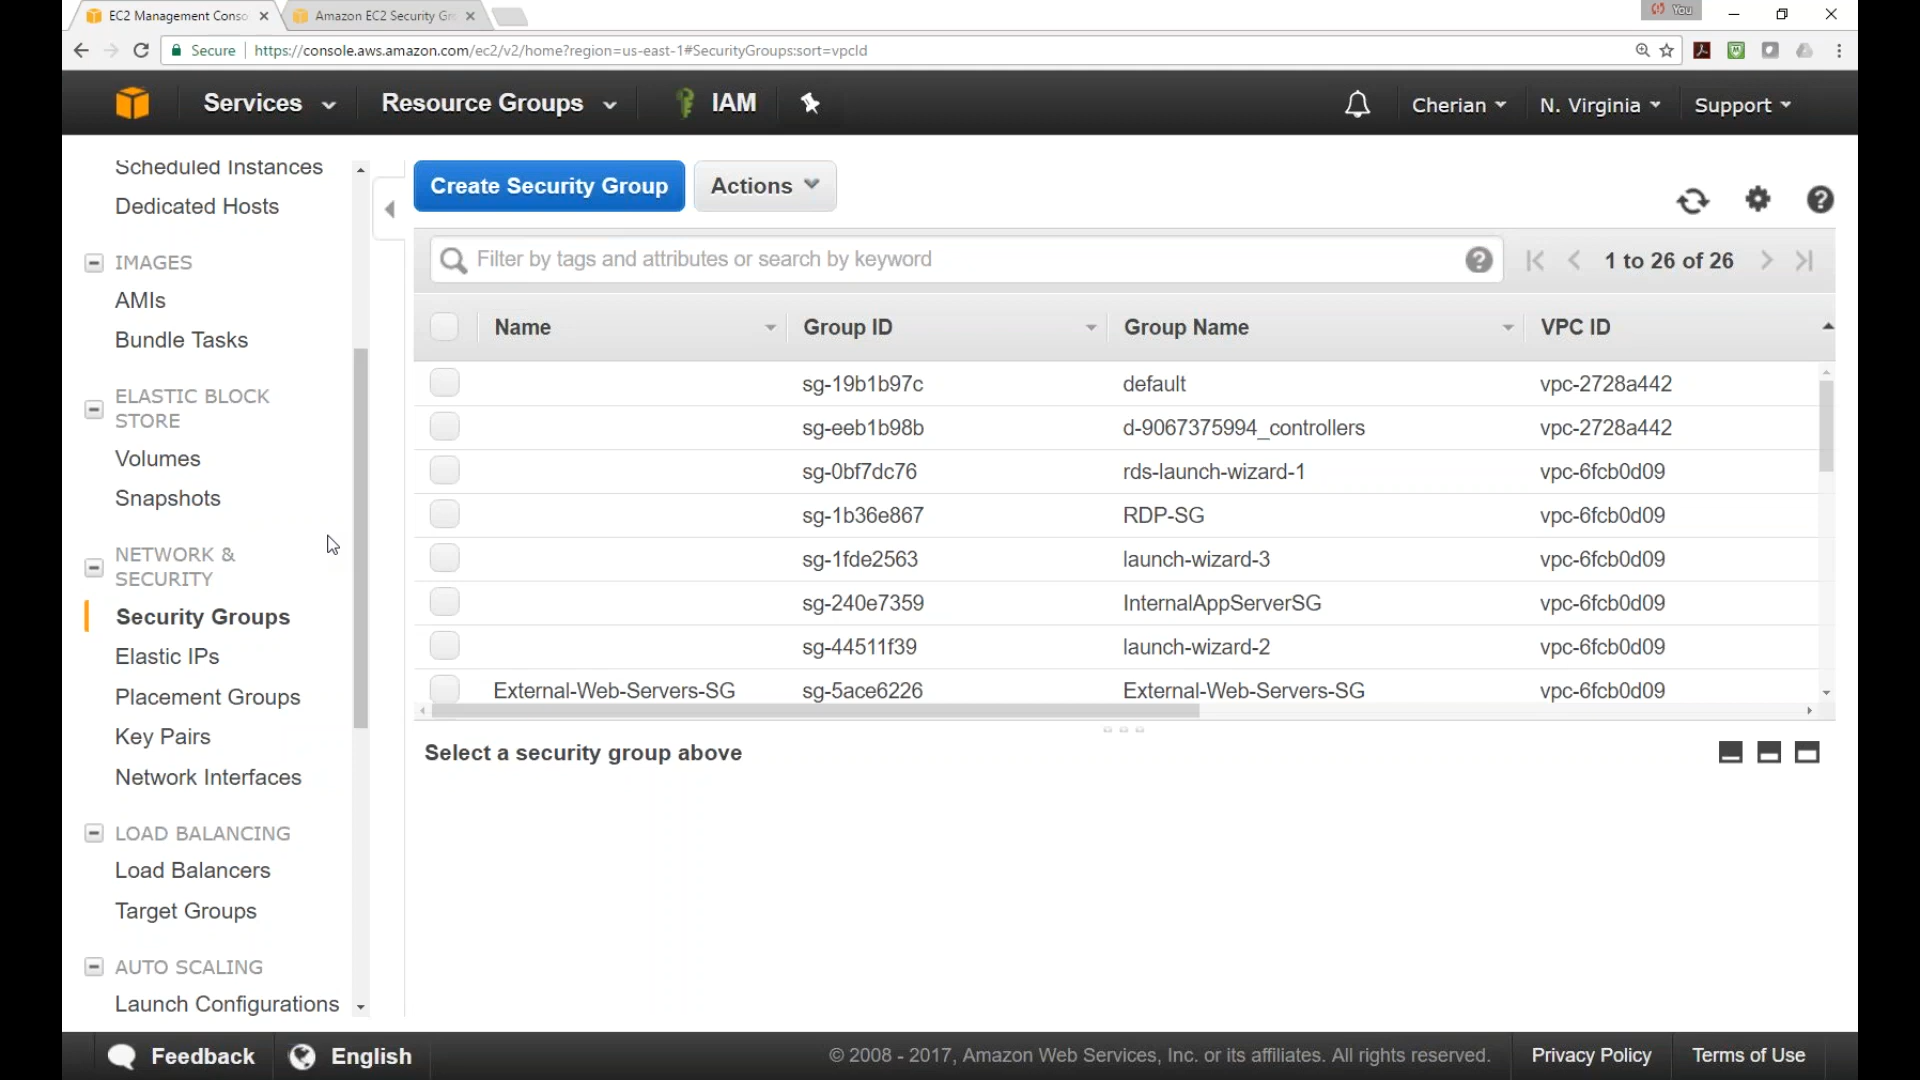 EC2 Management Conso
Amazon EC2 Security Gr
You
Secure
https://console.aws.amazon.com/ec2/v2/home?region=us-east-1#SecurityGroups:sort=vpcId
Services
Resource Groups
IAM
Cherian
N. Virginia
Support
Scheduled Instances
Dedicated Hosts
IMAGES
AMIs
Bundle Tasks
ELASTIC BLOCK
STORE
Volumes
Snapshots
NETWORK &
SECURITY
Security Groups
Elastic IPs
Placement Groups
Key Pairs
Network Interfaces
LOAD BALANCING
Load Balancers
Target Groups
AUTO SCALING
Launch Configurations
Create Security Group
Actions
Filter by tags and attributes or search by keyword
1 to 26 of 26
Name Group ID Group Name VPC ID
sg-19b1b97c default vpc-2728a442
sg-eeb1b98b d-9067375994_controllers vpc-2728a442
sg-0bf7dc76 rds-launch-wizard-1 vpc-6fcb0d09
sg-1b36e867 RDP-SG vpc-6fcb0d09
sg-1fde2563 launch-wizard-3 vpc-6fcb0d09
sg-240e7359 InternalAppServerSG vpc-6fcb0d09
sg-44511f39 launch-wizard-2 vpc-6fcb0d09
External-Web-Servers-SG sg-5ace6226 External-Web-Servers-SG vpc-6fcb0d09
Select a security group above
Feedback
English
© 2008 - 2017, Amazon Web Services, Inc. or its affiliates. All rights reserved.
Privacy Policy
Terms of Use